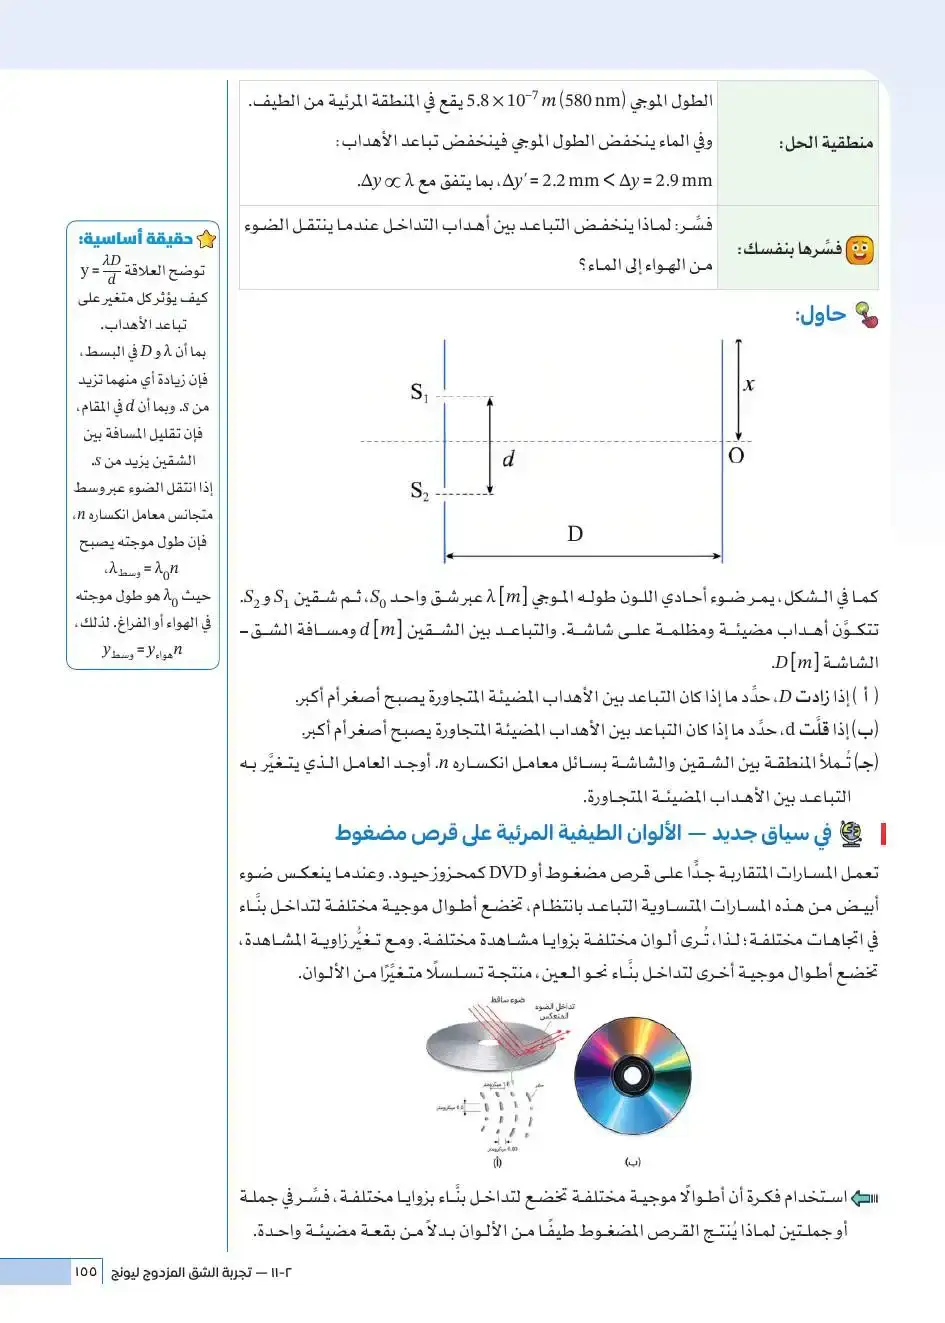 منطقية الحل:
الطول الموجي 5.8 × 10⁻⁷ m (580 nm) يقع في المنطقة المرئية من الطيف.
وفي الماء ينخفض الطول الموجي فينخفض تباعد الأهداب:
Δy′ = 2.2 mm < Δy = 2.9 mm، بما يتفق مع Δy ∝ λ.
فسِّرها بنفسك:
فسِّر: لماذا ينخفض التباعد بين أهداب التداخل عندما ينتقل الضوء
من الهواء إلى الماء؟
حقيقة أساسية:
توضح العلاقة y = λD/d
كيف يؤثر كل متغير على
تباعد الأهداب.
بما أن λ و D في البسط،
فإن زيادة أي منهما تزيد
من s. وبما أن d في المقام،
فإن تقليل المسافة بين
الشقين يزيد من s.
إذا انتقل الضوء عبر وسط
متجانس معامل انكساره n،
فإن طول موجته يصبح
λوسط = λ₀n،
حيث λ₀ هو طول موجته
في الهواء أو الفراغ. لذلك،
yوسط = yهواء n
حاول:
S₁
x
O
d
S₂
D
كما في الشكل، يمر ضوء أحادي اللون طوله الموجي λ [m] عبر شق واحد S₀، ثم شقين S₁ و S₂.
تتكوَّن أهداب مضيئة ومظلمة على شاشة. والتباعد بين الشقين d [m] ومسافة الشق–
الشاشة D [m].
(أ) إذا زادت D، حدِّد ما إذا كان التباعد بين الأهداب المضيئة المتجاورة يصبح أصغر أم أكبر.
(ب) إذا قلَّت d، حدِّد ما إذا كان التباعد بين الأهداب المضيئة المتجاورة يصبح أصغر أم أكبر.
(جـ) تُملأ المنطقة بين الشقين والشاشة بسائل معامل انكساره n. أوجد العامل الذي يتغيَّر به
التباعد بين الأهداب المضيئة المتجاورة.
في سياق جديد — الألوان الطيفية المرئية على قرص مضغوط
تعمل المسارات المتقاربة جدًّا على قرص مضغوط أو DVD كمحزوز حيود. وعندما ينعكس ضوء
أبيض من هذه المسارات المتساوية التباعد بانتظام، تخضع أطوال موجية مختلفة لتداخل بنَّاء
في اتجاهات مختلفة؛ لذا، تُرى ألوان مختلفة بزوايا مشاهدة مختلفة. ومع تغيُّر زاوية المشاهدة،
تخضع أطوال موجية أخرى لتداخل بنَّاء نحو العين، منتجة تسلسلًا متغيِّرًا من الألوان.
ضوء ساقط
تداخل الضوء
المنعكس
(أ)
(ب)
استخدام فكرة أن أطوالًا موجية مختلفة تخضع لتداخل بنَّاء بزوايا مختلفة، فسِّر في جملة
أو جملتين لماذا يُنتج القرص المضغوط طيفًا من الألوان بدلاً من بقعة مضيئة واحدة.
١١-٢ — تجربة الشق المزدوج ليونج
١٥٥